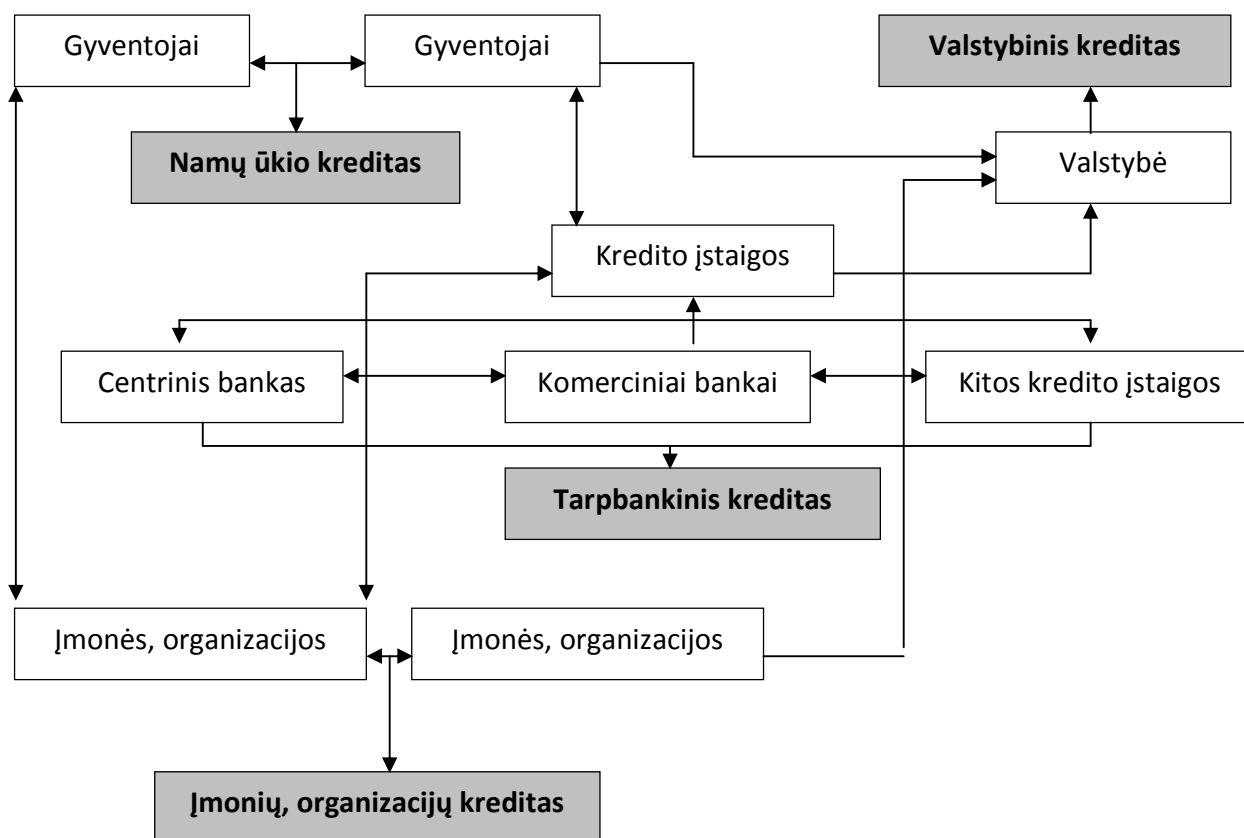 Gyventojai
Gyventojai
Valstybinis kreditas
Namų ūkio kreditas
Valstybė
Kredito įstaigos
Centrinis bankas
Komerciniai bankai
Kitos kredito įstaigos
Tarpbankinis kreditas
Įmonės, organizacijos
Įmonės, organizacijos
Įmonių, organizacijų kreditas